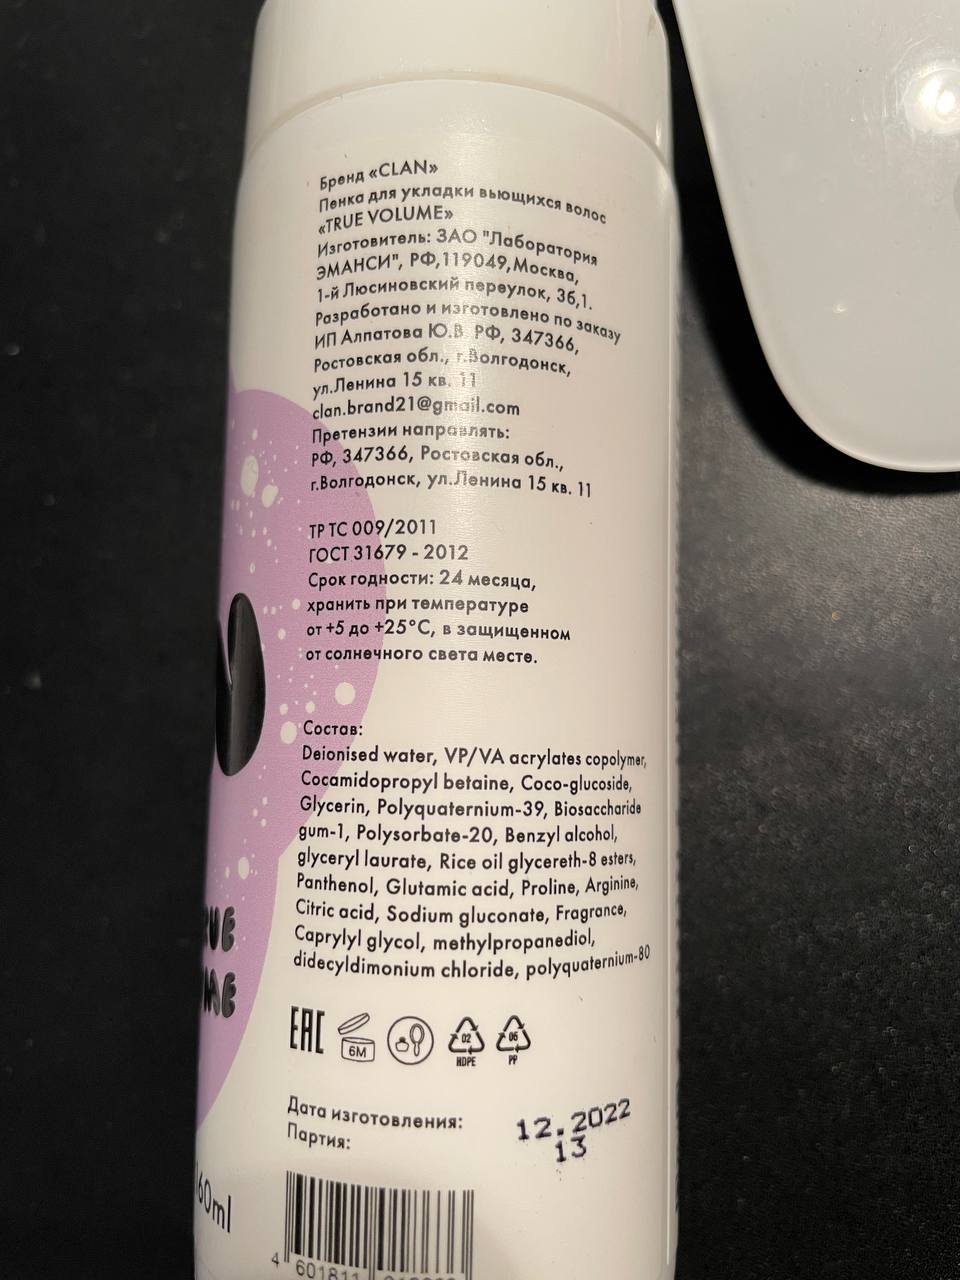 Бренд «CLAN»
Пенка для укладки вьющихся волос
«TRUE VOLUME»
Изготовитель: ЗАО "Лаборатория
ЭМАНСИ", РФ,119049,Москва,
1-й Люсиновский переулок, 3б,1.
Разработано и изготовлено по заказу
ИП Алпатова Ю.В. РФ, 347366,
Ростовская обл., г.Волгодонск,
ул.Ленина 15 кв. 11
clan.brand21@gmail.com
Претензии направлять:
РФ, 347366, Ростовская обл.,
г.Волгодонск, ул.Ленина 15 кв. 11
ТР ТС 009/2011
ГОСТ 31679 - 2012
Срок годности: 24 месяца,
хранить при температуре
от +5 до +25°С, в защищенном
от солнечного света месте.
Состав:
Deionised water, VP/VA acrylates copolymer,
Cocamidopropyl betaine, Coco-glucoside,
Glycerin, Polyquaternium-39, Biosaccharide
gum-1, Polysorbate-20, Benzyl alcohol,
glyceryl laurate, Rice oil glycereth-8 esters,
Panthenol, Glutamic acid, Proline, Arginine,
Citric acid, Sodium gluconate, Fragrance,
Caprylyl glycol, methylpropanediol,
didecyldimonium chloride, polyquaternium-80
EAC 6M 02 05
HDPE PP
Дата изготовления: 12.2022
Партия: 13
160ml
4 601811